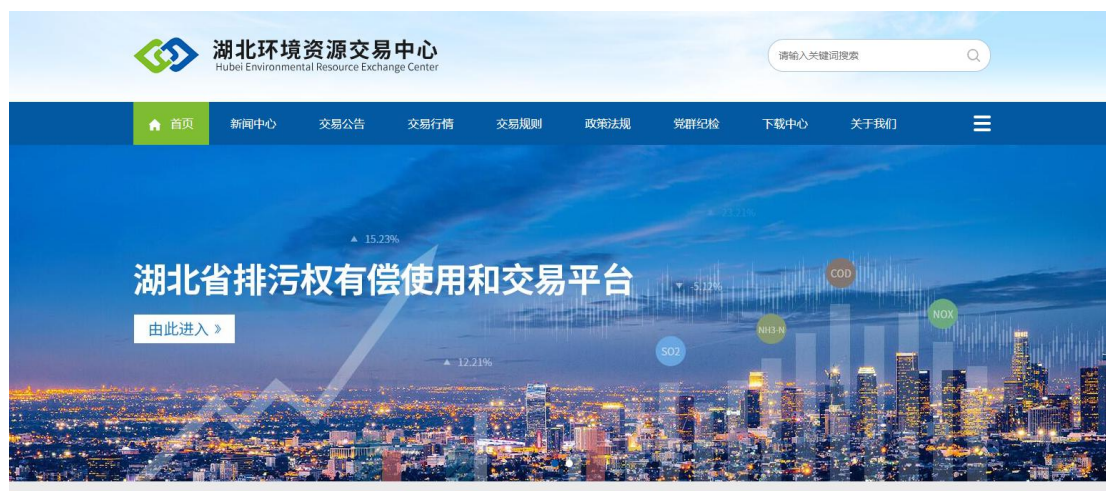 湖北环境资源交易中心
Hubei Environmental Resource Exchange Center
请输入关键词搜索
首页 新闻中心 交易公告 交易行情 交易规则 政策法规 党群纪检 下载中心 关于我们
▲ 23.21%
▲ 15.23%
湖北省排污权有偿使用和交易平台
COD
▼ -5.12%
NOX
由此进入 》
NH3-N
SO2
▲ 12.21%